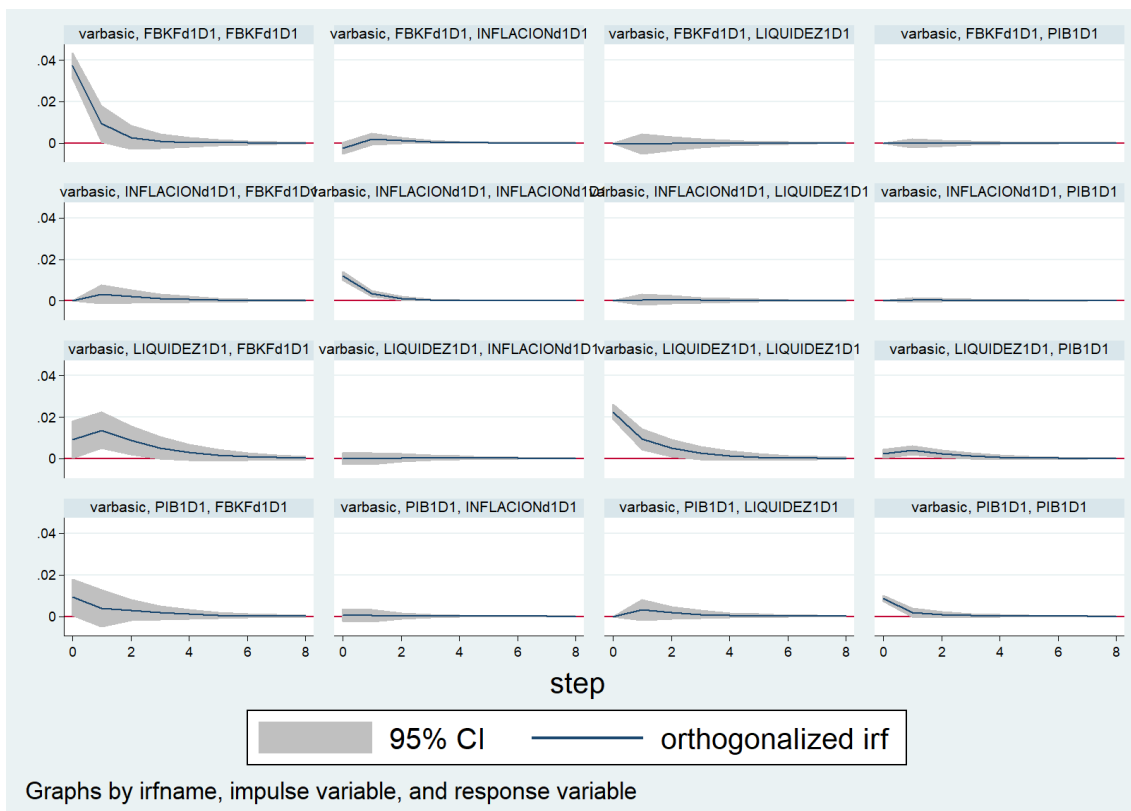 varbasic, FBKFd1D1, FBKFd1D1
varbasic, FBKFd1D1, INFLACIONd1D1
varbasic, FBKFd1D1, LIQUIDEZ1D1
varbasic, FBKFd1D1, PIB1D1
.04
.02
0
varbasic, INFLACIONd1D1, FBKFd1D1
varbasic, INFLACIONd1D1, INFLACIONd1D1
varbasic, INFLACIONd1D1, LIQUIDEZ1D1
varbasic, INFLACIONd1D1, PIB1D1
.04
.02
0
varbasic, LIQUIDEZ1D1, FBKFd1D1
varbasic, LIQUIDEZ1D1, INFLACIONd1D1
varbasic, LIQUIDEZ1D1, LIQUIDEZ1D1
varbasic, LIQUIDEZ1D1, PIB1D1
.04
.02
0
varbasic, PIB1D1, FBKFd1D1
varbasic, PIB1D1, INFLACIONd1D1
varbasic, PIB1D1, LIQUIDEZ1D1
varbasic, PIB1D1, PIB1D1
.04
.02
0
0 2 4 6 8
0 2 4 6 8
0 2 4 6 8
0 2 4 6 8
step
95% CI
orthogonalized irf
Graphs by irfname, impulse variable, and response variable